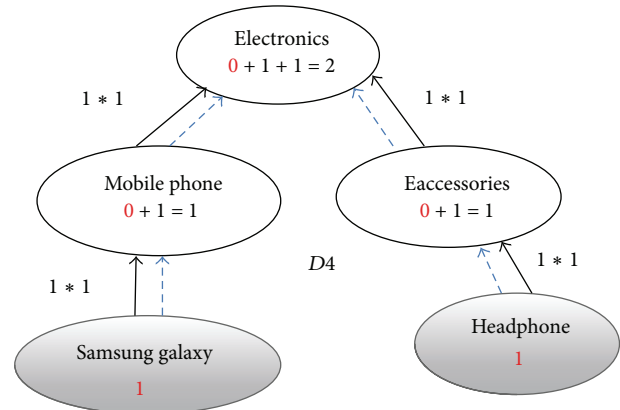 Electronics
0 + 1 + 1 = 2
1 * 1
1 * 1
Mobile phone
0 + 1 = 1
Eaccessories
0 + 1 = 1
D4
1 * 1
1 * 1
Samsung galaxy
1
Headphone
1